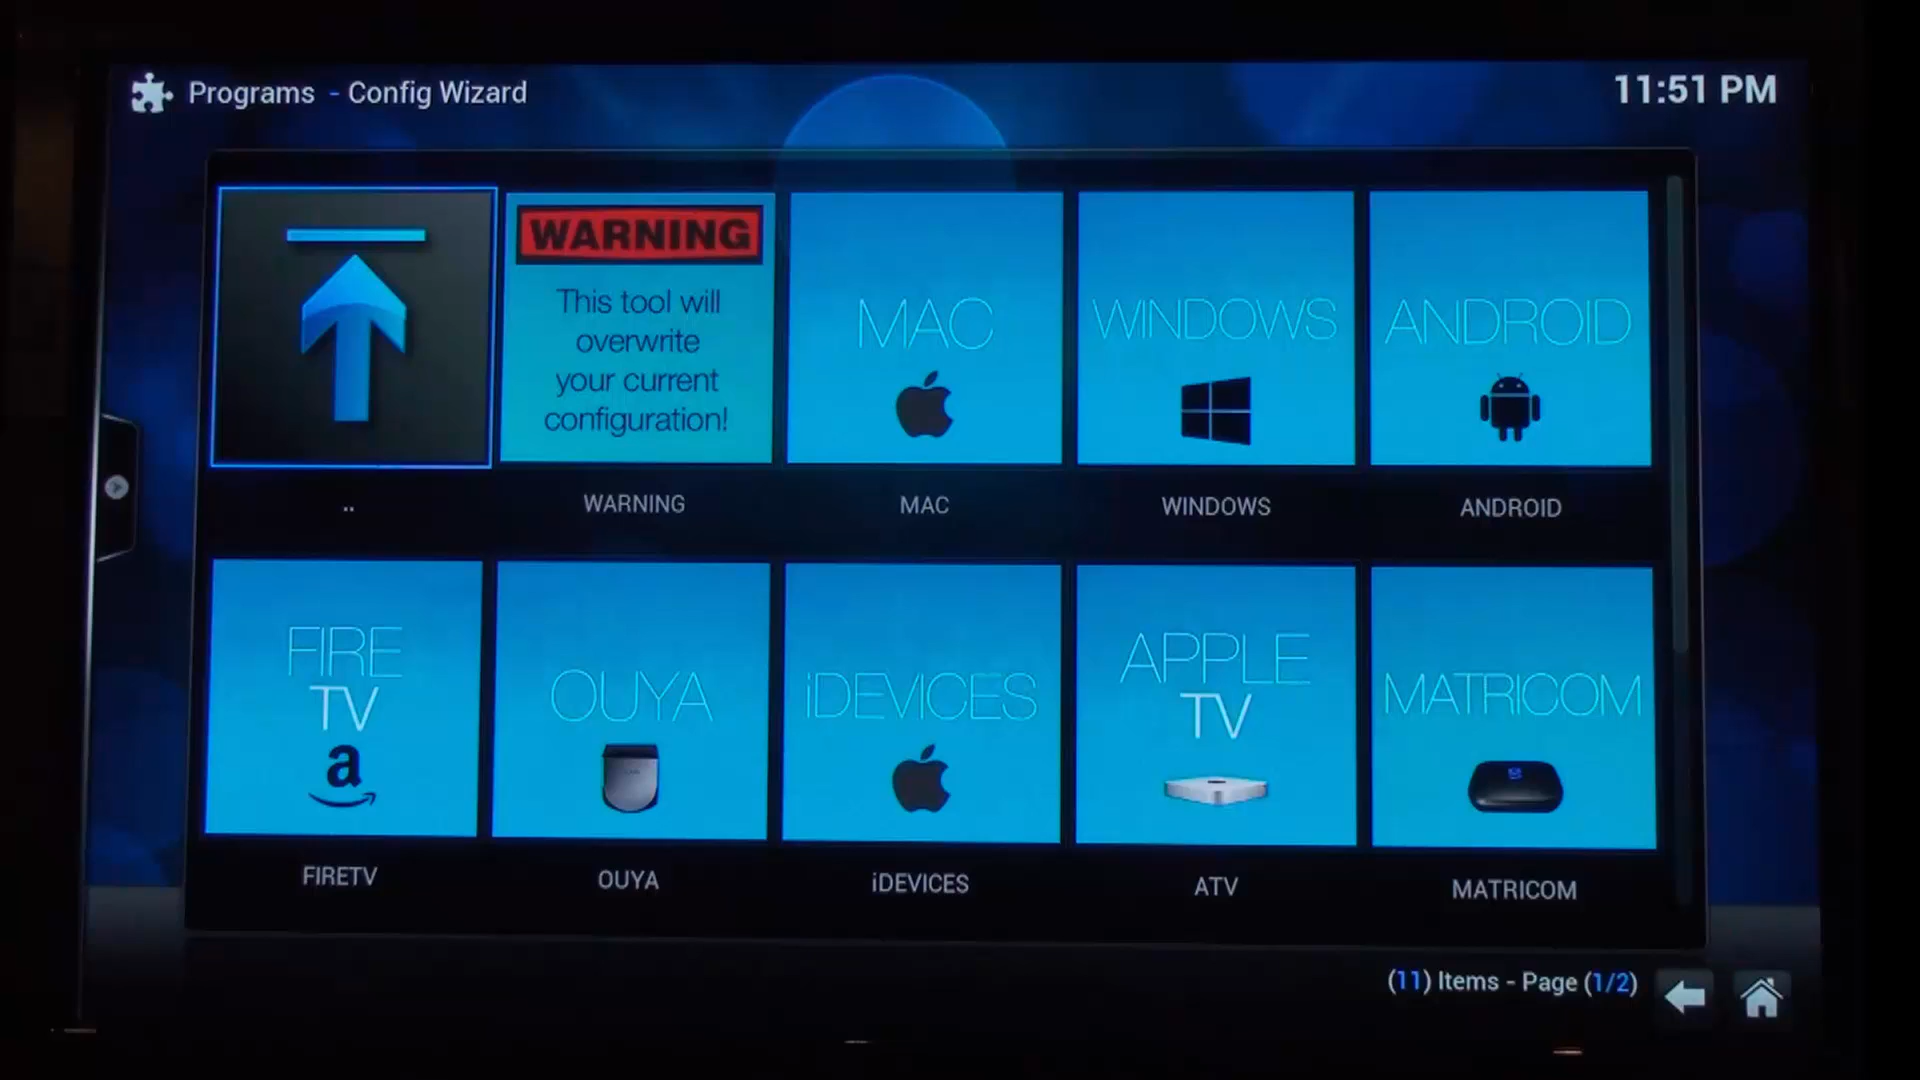 Programs - Config Wizard
11:51 PM
WARNING
This tool will
overwrite
your current
configuration!
MAC
WINDOWS
ANDROID
..
WARNING
MAC
WINDOWS
ANDROID
FIRE
TV
a
OUYA
iDEVICES
APPLE
TV
MATRICOM
FIRETV
OUYA
iDEVICES
ATV
MATRICOM
(11) Items - Page (1/2)